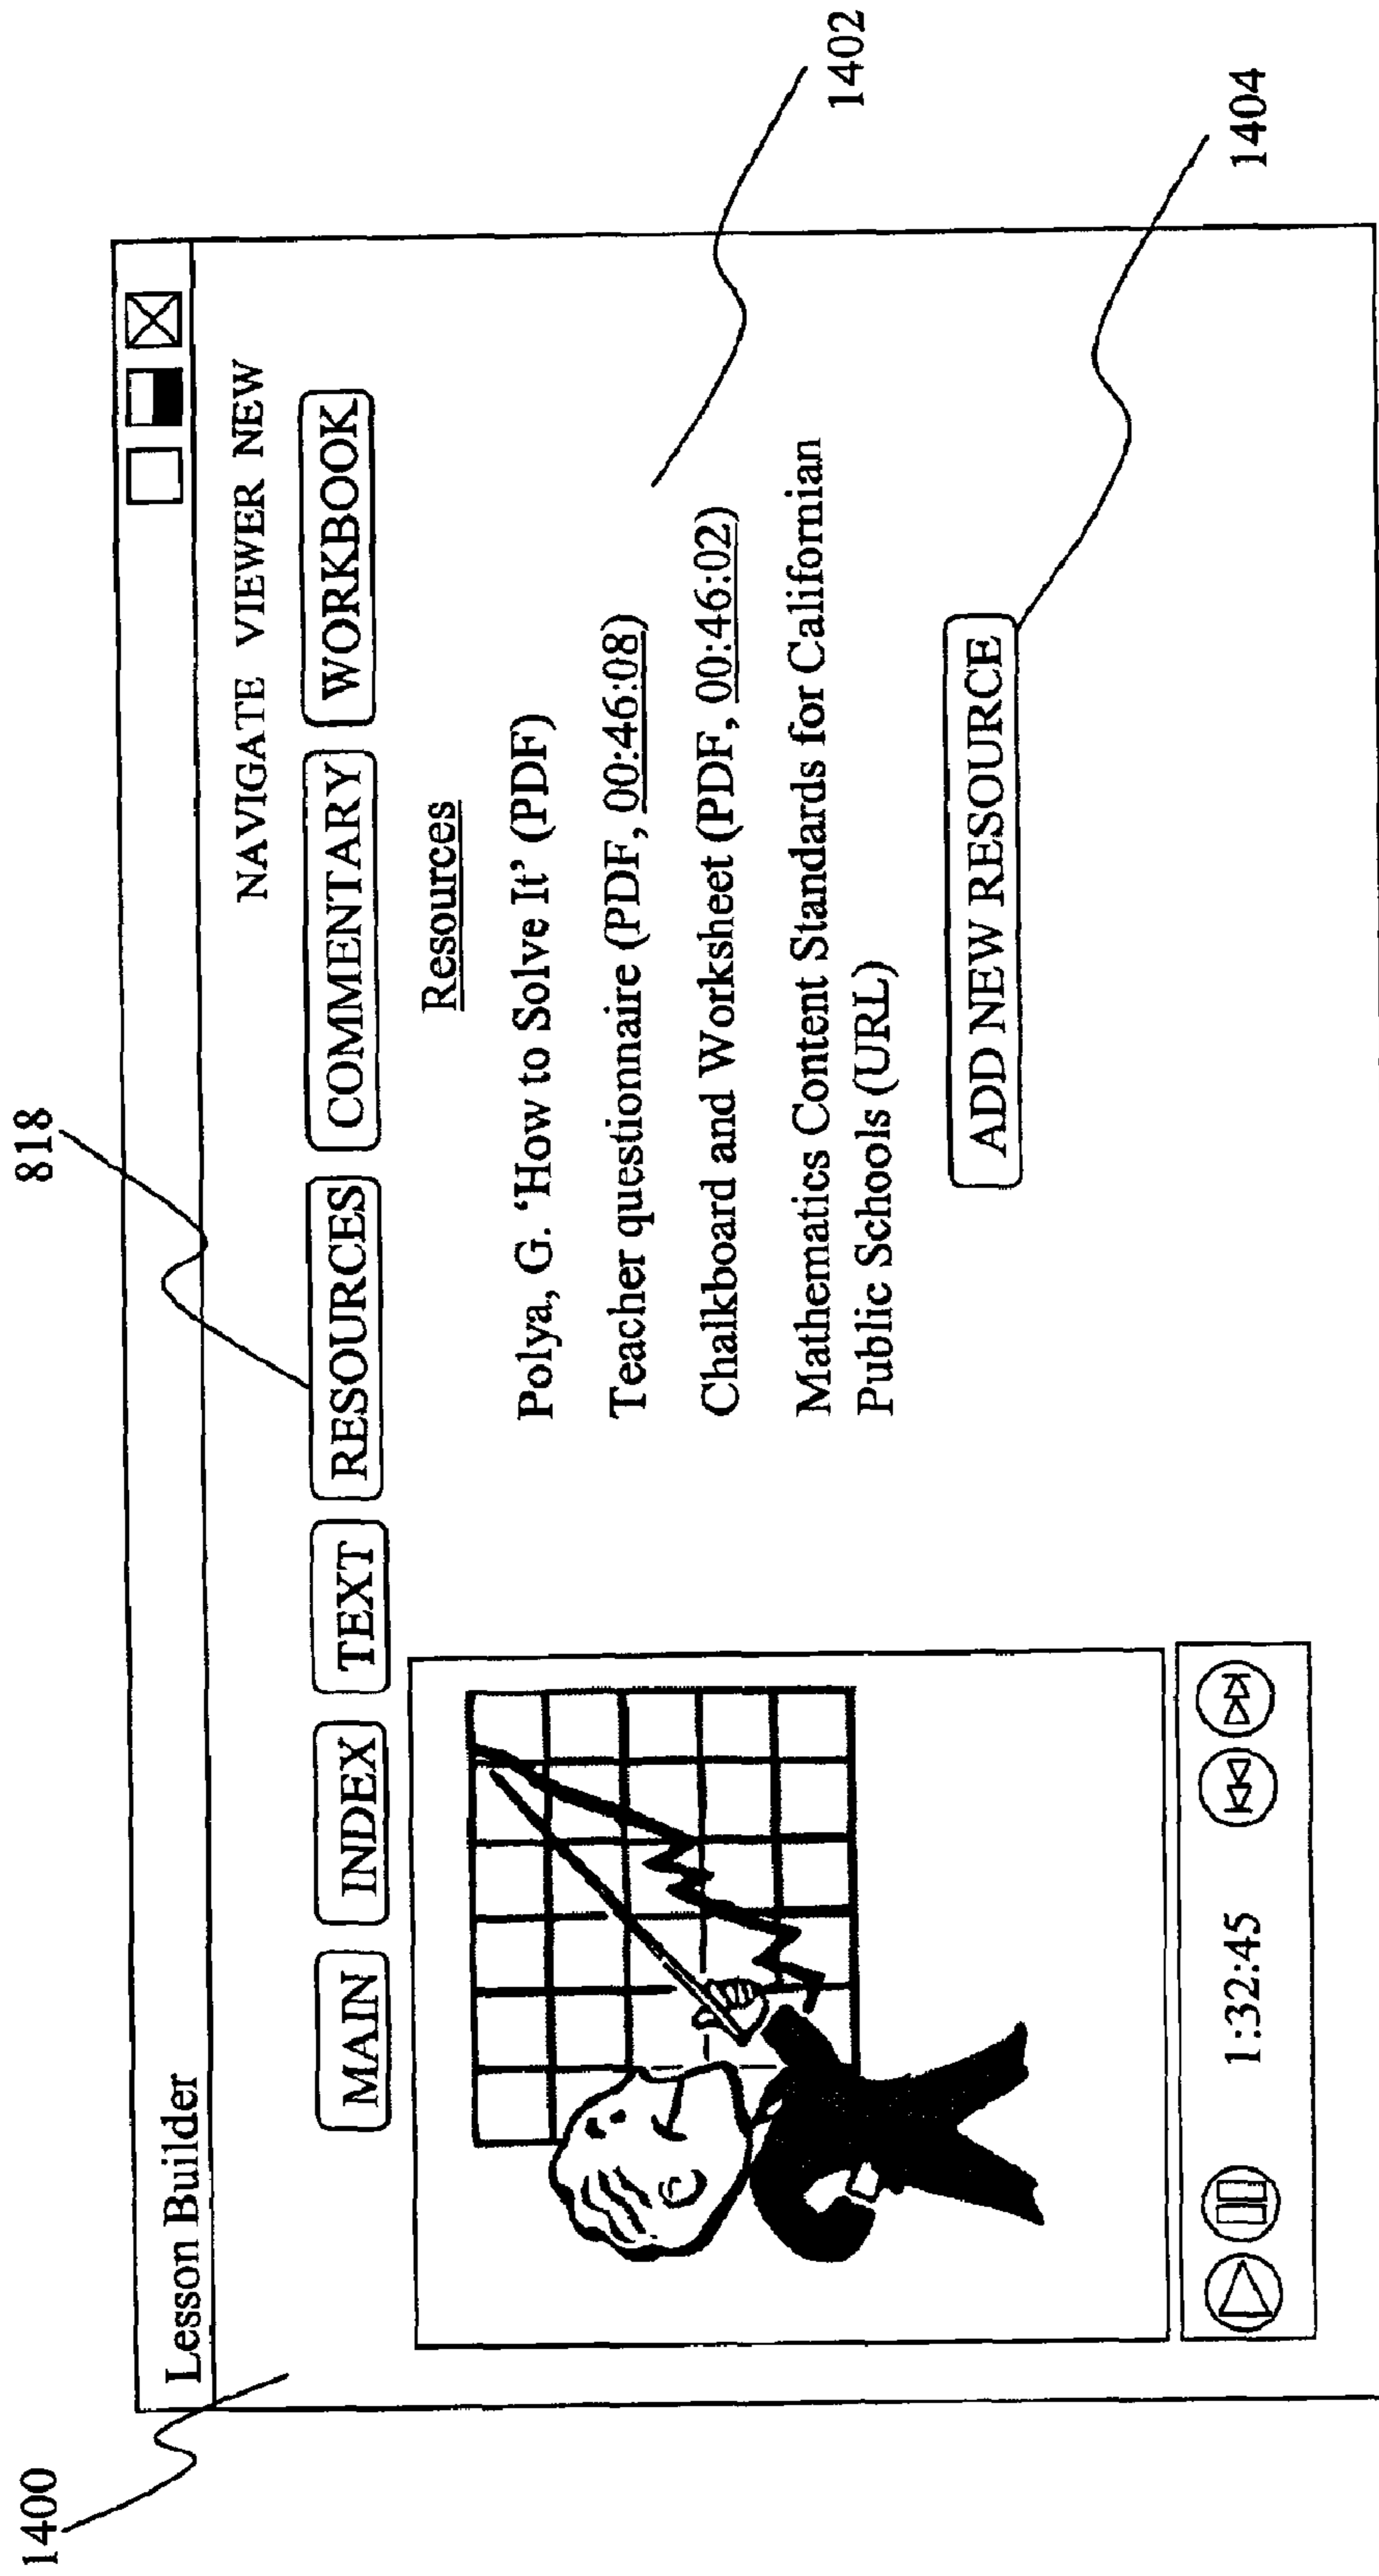 818
1400
Lesson Builder
NAVIGATE VIEWER NEW
MAIN INDEX TEXT RESOURCES COMMENTARY WORKBOOK
Resources
Polya, G. ‘How to Solve It’ (PDF)
Teacher questionnaire (PDF, 00:46:08)
Chalkboard and Worksheet (PDF, 00:46:02)
Mathematics Content Standards for Californian
Public Schools (URL)
1402
ADD NEW RESOURCE
1404
1:32:45